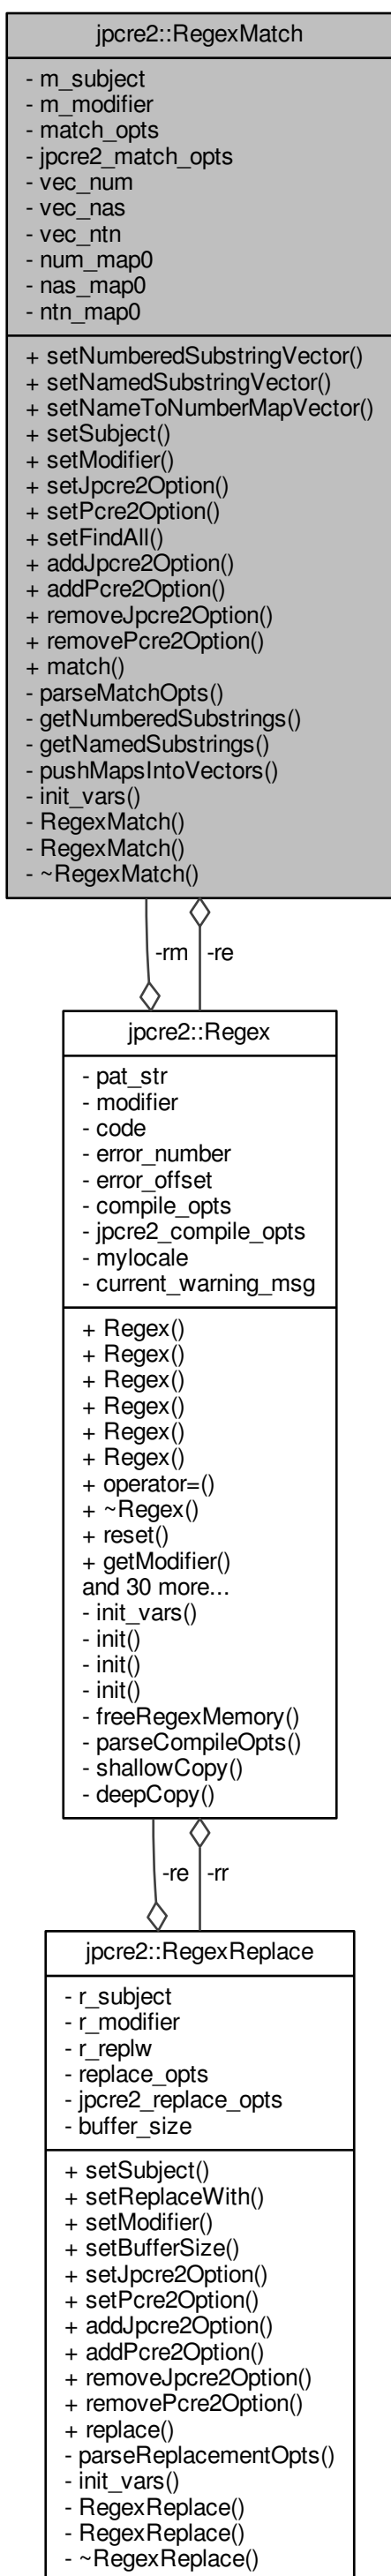 jpcre2::RegexMatch
- m_subject
- m_modifier
- match_opts
- jpcre2_match_opts
- vec_num
- vec_nas
- vec_ntn
- num_map0
- nas_map0
- ntn_map0
+ setNumberedSubstringVector()
+ setNamedSubstringVector()
+ setNameToNumberMapVector()
+ setSubject()
+ setModifier()
+ setJpcre2Option()
+ setPcre2Option()
+ setFindAll()
+ addJpcre2Option()
+ addPcre2Option()
+ removeJpcre2Option()
+ removePcre2Option()
+ match()
- parseMatchOpts()
- getNumberedSubstrings()
- getNamedSubstrings()
- pushMapsIntoVectors()
- init_vars()
- RegexMatch()
- RegexMatch()
- ~RegexMatch()
-rm -re
jpcre2::Regex
- pat_str
- modifier
- code
- error_number
- error_offset
- compile_opts
- jpcre2_compile_opts
- mylocale
- current_warning_msg
+ Regex()
+ Regex()
+ Regex()
+ Regex()
+ Regex()
+ Regex()
+ operator=()
+ ~Regex()
+ reset()
+ getModifier()
and 30 more...
- init_vars()
- init()
- init()
- init()
- freeRegexMemory()
- parseCompileOpts()
- shallowCopy()
- deepCopy()
-re -rr
jpcre2::RegexReplace
- r_subject
- r_modifier
- r_replw
- replace_opts
- jpcre2_replace_opts
- buffer_size
+ setSubject()
+ setReplaceWith()
+ setModifier()
+ setBufferSize()
+ setJpcre2Option()
+ setPcre2Option()
+ addJpcre2Option()
+ addPcre2Option()
+ removeJpcre2Option()
+ removePcre2Option()
+ replace()
- parseReplacementOpts()
- init_vars()
- RegexReplace()
- RegexReplace()
- ~RegexReplace()